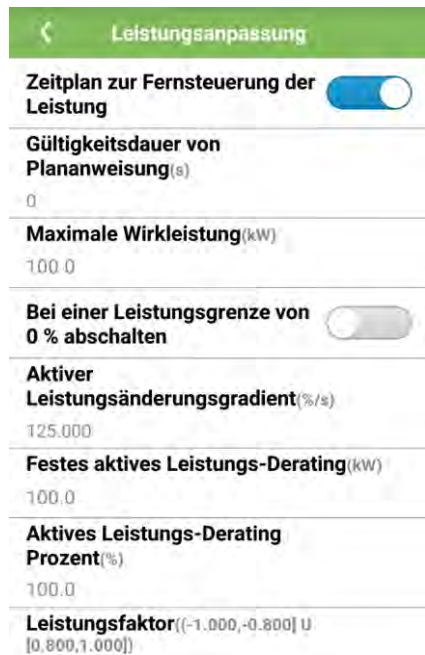 Leistungsanpassung
Zeitplan zur Fernsteuerung der
Leistung
Gültigkeitsdauer von
Plananweisung(s)
0
Maximale Wirkleistung(kW)
100.0
Bei einer Leistungsgrenze von
0 % abschalten
Aktiver
Leistungsänderungsgradient(%/s)
125.000
Festes aktives Leistungs-Derating(kW)
100.0
Aktives Leistungs-Derating
Prozent(%)
100.0
Leistungsfaktor((-1.000,-0.800] U
[0.800,1.000])